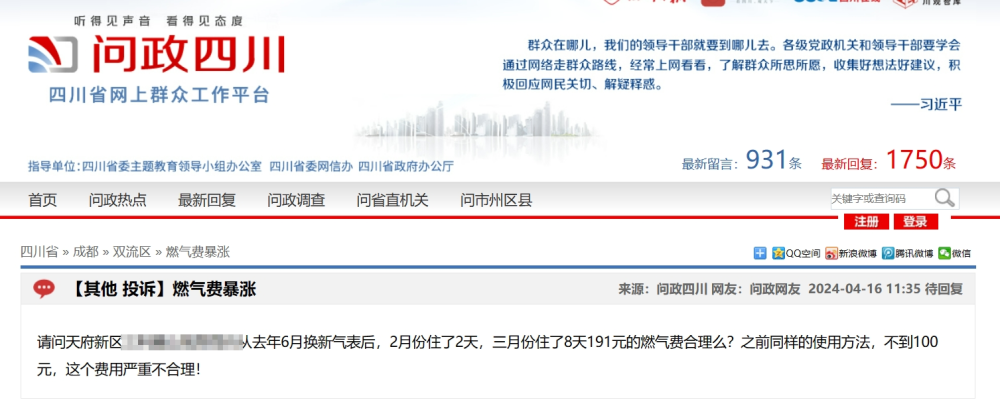 听得见声音 看得见态度
问政四川
四川省网上群众工作平台
群众在哪儿，我们的领导干部就要到哪儿去。各级党政机关和领导干部要学会
通过网络走群众路线，经常上网看看，了解群众所思所愿，收集好想法好建议，积
极回应网民关切、解疑释惑。
——习近平
指导单位:四川省委主题教育领导小组办公室 四川省委网信办 四川省政府办公厅
最新留言：931条 最新回复：1750条
首页 问政热点 最新回复 问政调查 问省直机关 问市州区县
关键字或查询码
注册 登录
四川省 » 成都 » 双流区 » 燃气费暴涨
QQ空间 新浪微博 腾讯微博 微信
【其他 投诉】燃气费暴涨
来源：问政四川 网友：问政网友 2024-04-16 11:35 待回复
请问天府新区从去年6月换新气表后，2月份住了2天，三月份住了8天191元的燃气费合理么？之前同样的使用方法，不到100
元，这个费用严重不合理！